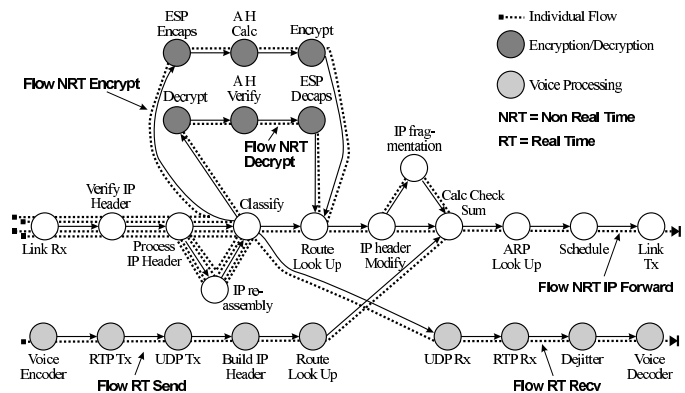 ESP
Encaps
A H
Calc
Encrypt
Individual Flow
Encryption/Decryption
Voice Processing
NRT = Non Real Time
RT = Real Time
Flow NRT Encrypt
Decrypt
A H
Verify
ESP
Decaps
Flow NRT
Decrypt
IP frag-
mentation
Verify IP
Header
Classify
Calc Check
Sum
Link Rx
Process
IP Header
Route
Look Up
IP header
Modify
ARP
Look Up
Schedule
Link
Tx
IP re-
assembly
Flow NRT IP Forward
Voice
Encoder
RTP Tx
UDP Tx
Build IP
Header
Route
Look Up
UDP Rx
RTP Rx
Dejitter
Voice
Decoder
Flow RT Send
Flow RT Recv